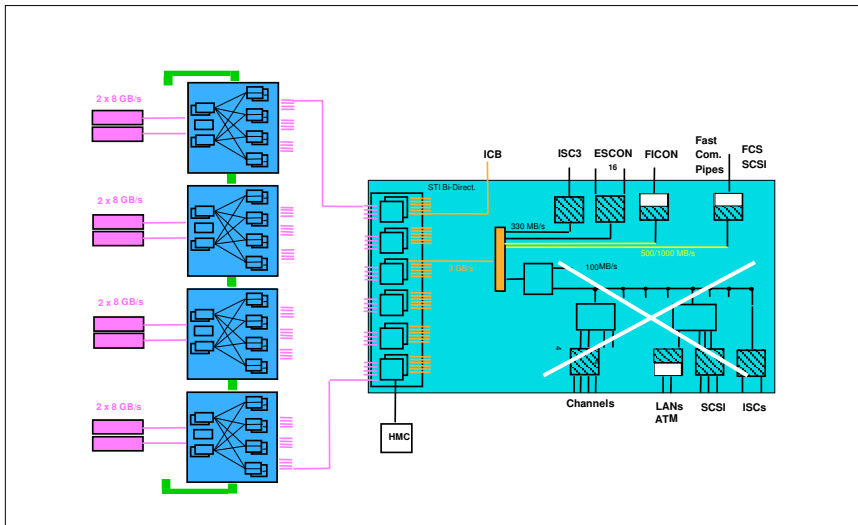 2 x 8 GB/s
2 x 8 GB/s
2 x 8 GB/s
2 x 8 GB/s
STI Bi-Direct.
ICB
ISC3
ESCON
16
FICON
Fast
Com.
Pipes
FCS
SCSI
330 MB/s
500/1000 MB/s
2 GB/s
100MB/s
4
Channels
LANs
ATM
SCSI
ISCs
HMC